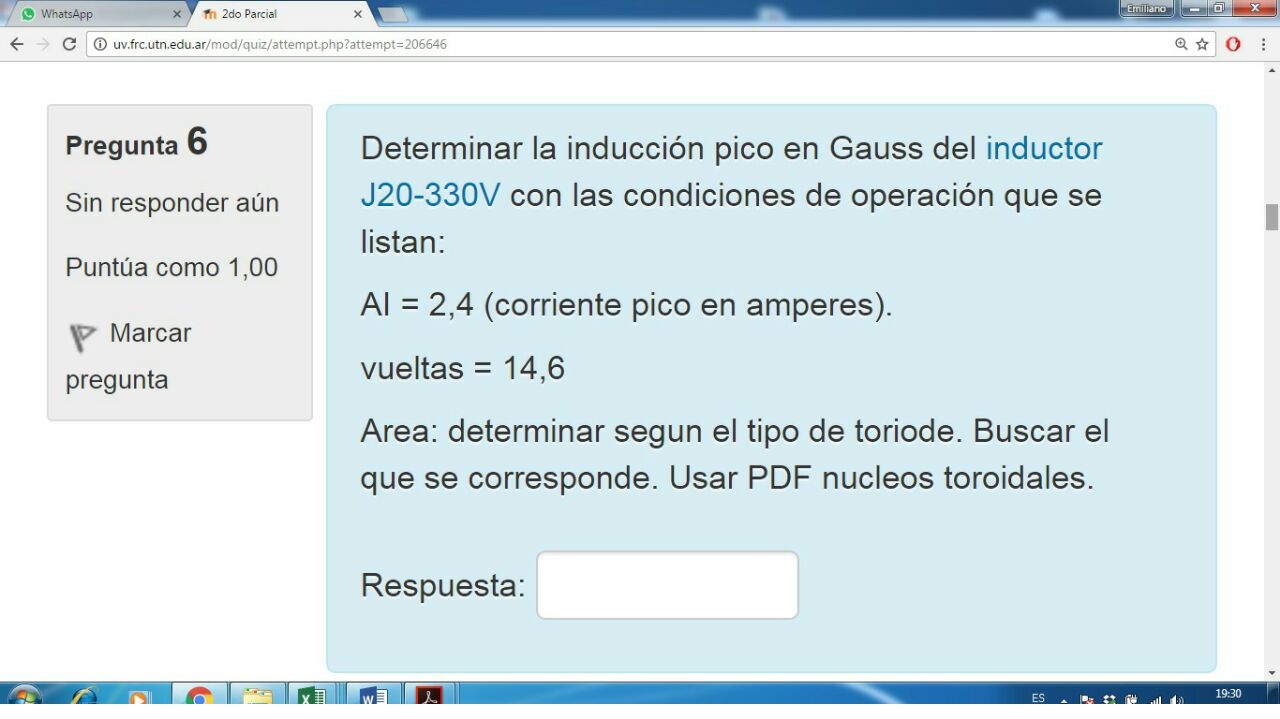 WhatsApp
2do Parcial
Emiliano
uv.frc.utn.edu.ar/mod/quiz/attempt.php?attempt=206646
Pregunta 6
Sin responder aún
Puntúa como 1,00
Marcar
pregunta
Determinar la inducción pico en Gauss del inductor
J20-330V con las condiciones de operación que se
listan:
AI = 2,4 (corriente pico en amperes).
vueltas = 14,6
Area: determinar segun el tipo de toriode. Buscar el
que se corresponde. Usar PDF nucleos toroidales.
Respuesta:
ES
19:30